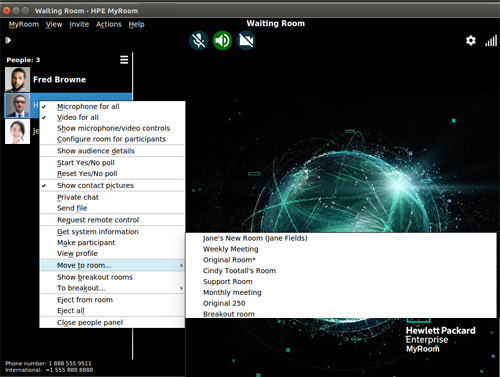 Waiting Room - HPE MyRoom
MyRoom View Invite Actions Help
Waiting Room
People: 3
Fred Browne
H
Je
Microphone for all
Video for all
Show microphone/video controls
Configure room for participants
Show audience details
Start Yes/No poll
Reset Yes/No poll
Show contact pictures
Private chat
Send file
Request remote control
Get system information
Make participant
View profile
Move to room...
Show breakout rooms
To breakout...
Eject from room
Eject all
Close people panel
Jane's New Room (Jane Fields)
Weekly Meeting
Original Room*
Cindy Tootall's Room
Support Room
Monthly meeting
Original 250
Breakout room
Hewlett Packard
Enterprise
MyRoom
Phone number: 1 888 555 9511
International: +1 555 888 8888